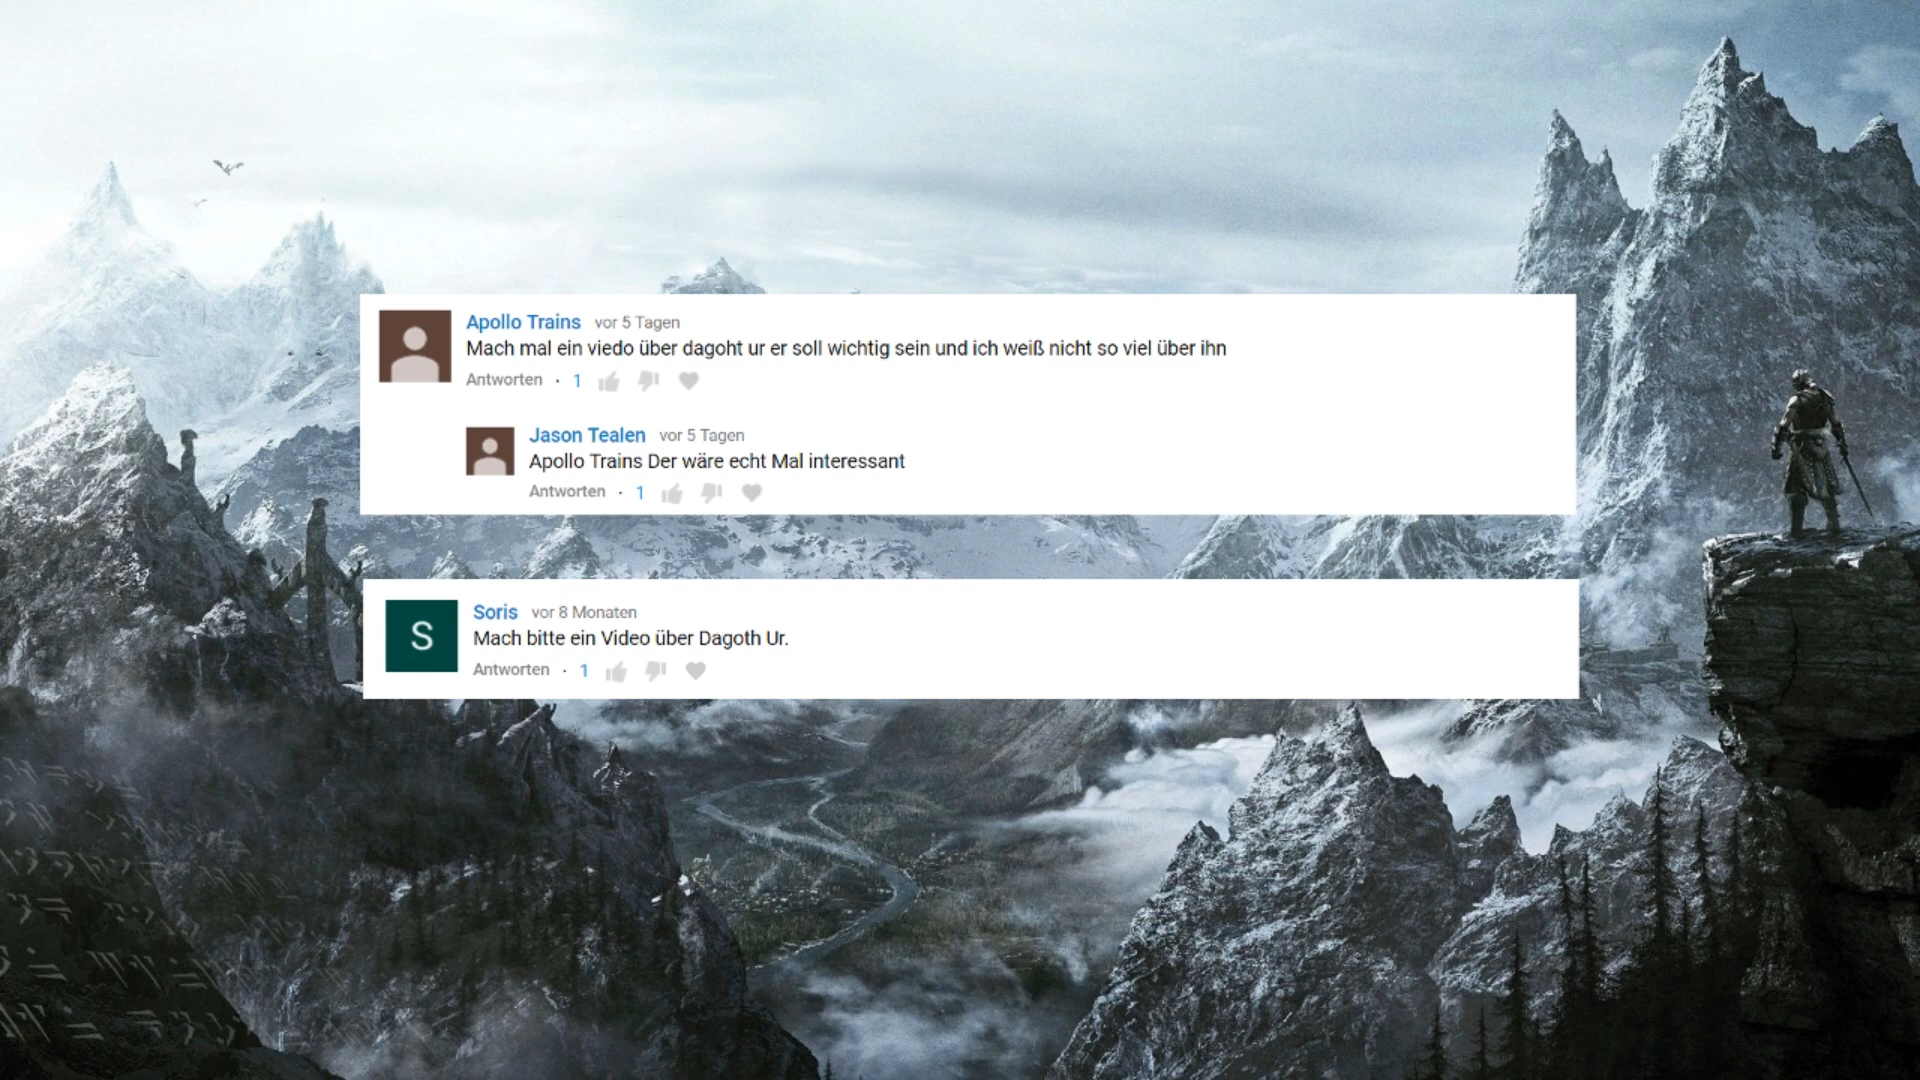 Apollo Trains vor 5 Tagen
Mach mal ein viedo über dagoht ur er soll wichtig sein und ich weiß nicht so viel über ihn
Antworten · 1
Jason Tealen vor 5 Tagen
Apollo Trains Der wäre echt Mal interessant
Antworten · 1
S
Soris vor 8 Monaten
Mach bitte ein Video über Dagoth Ur.
Antworten · 1